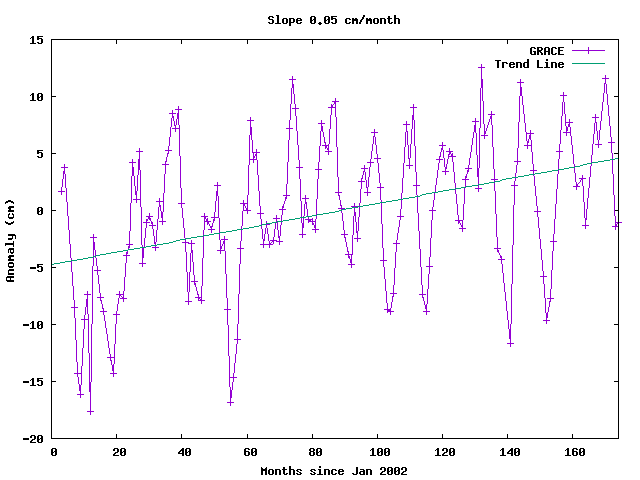 Slope 0.05 cm/month
15
GRACE
Trend Line
10
5
0
-5
-10
-15
-20
Anomaly (cm)
0 20 40 60 80 100 120 140 160
Months since Jan 2002